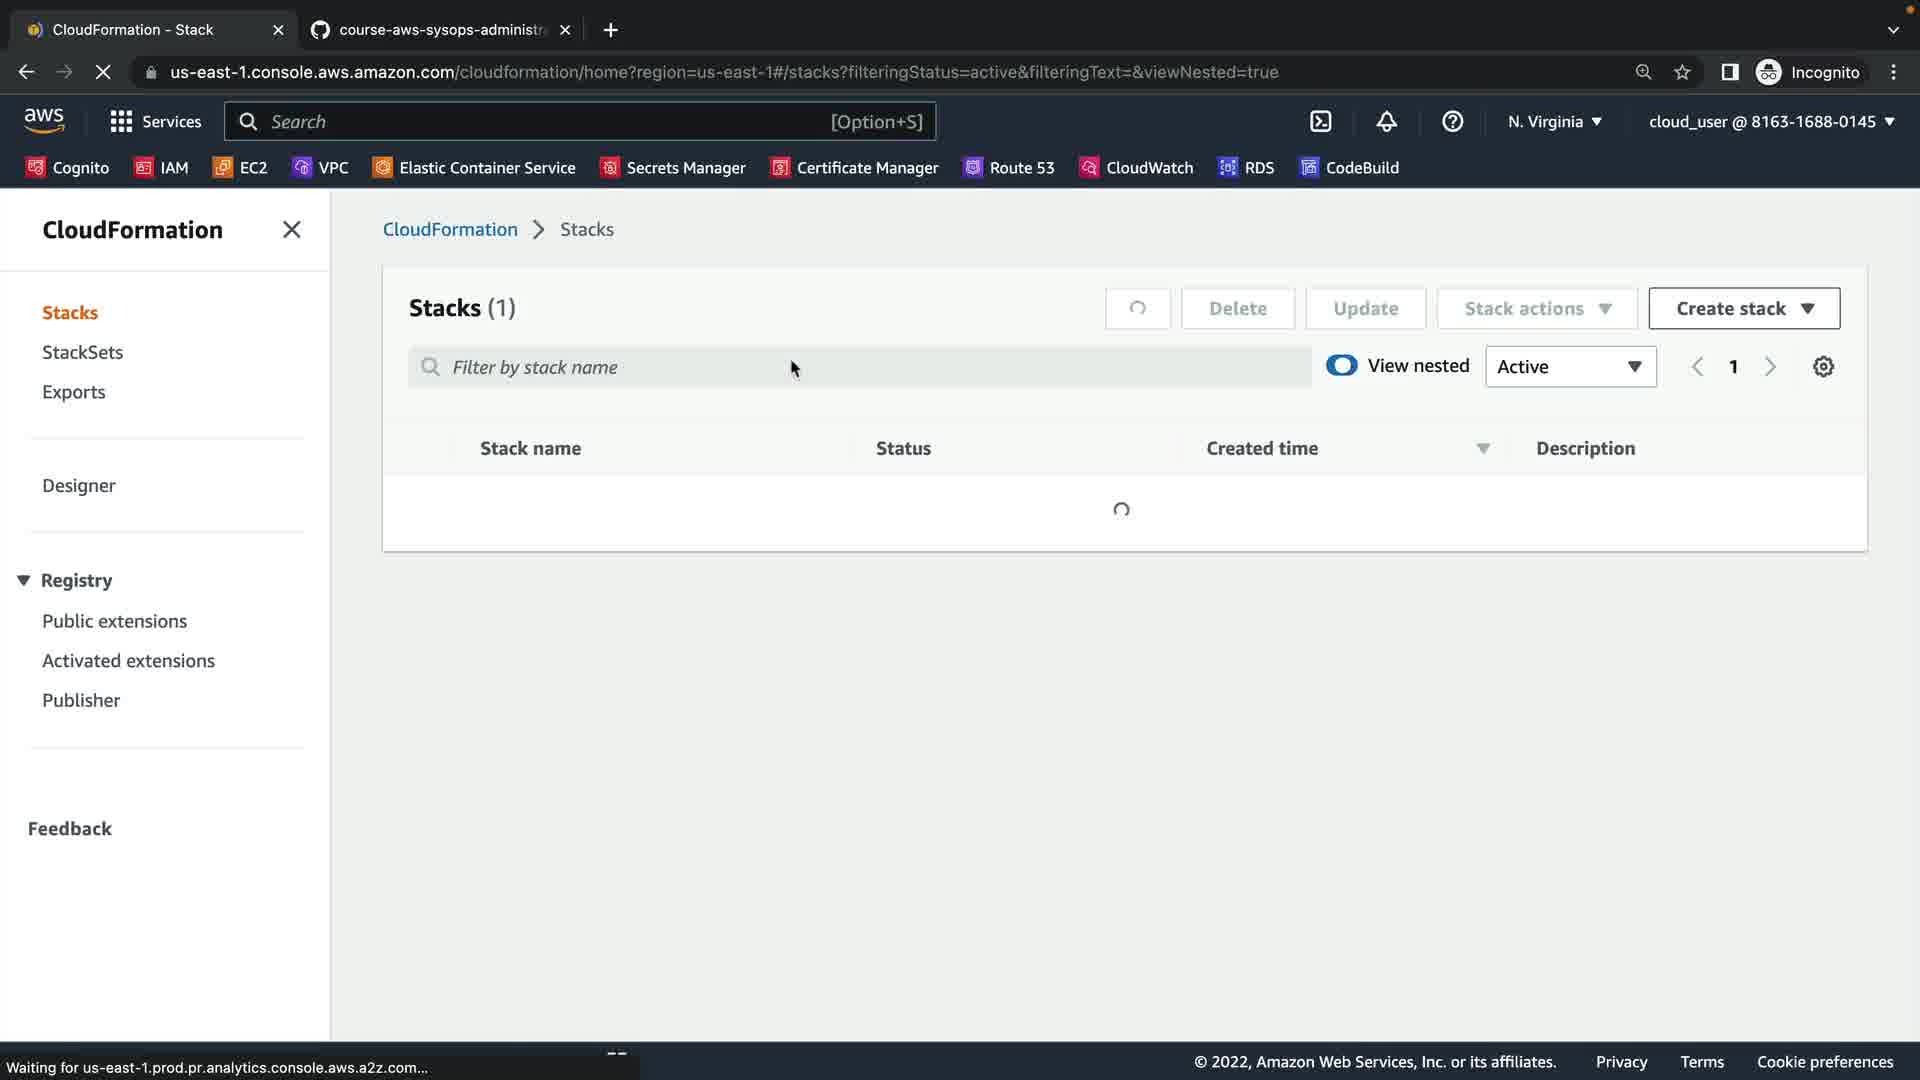 CloudFormation - Stack
course-aws-sysops-administr
us-east-1.console.aws.amazon.com/cloudformation/home?region=us-east-1#/stacks?filteringStatus=active&filteringText=&viewNested=true
Incognito
aws
Services
Search
[Option+S]
N. Virginia
cloud_user @ 8163-1688-0145
Cognito
IAM
EC2
VPC
Elastic Container Service
Secrets Manager
Certificate Manager
Route 53
CloudWatch
RDS
CodeBuild
CloudFormation
Stacks
StackSets
Exports
Designer
Registry
Public extensions
Activated extensions
Publisher
Feedback
CloudFormation
Stacks
Stacks (1)
Delete
Update
Stack actions
Create stack
Filter by stack name
View nested
Active
1
Stack name
Status
Created time
Description
Waiting for us-east-1.prod.pr.analytics.console.aws.a2z.com...
© 2022, Amazon Web Services, Inc. or its affiliates.
Privacy
Terms
Cookie preferences